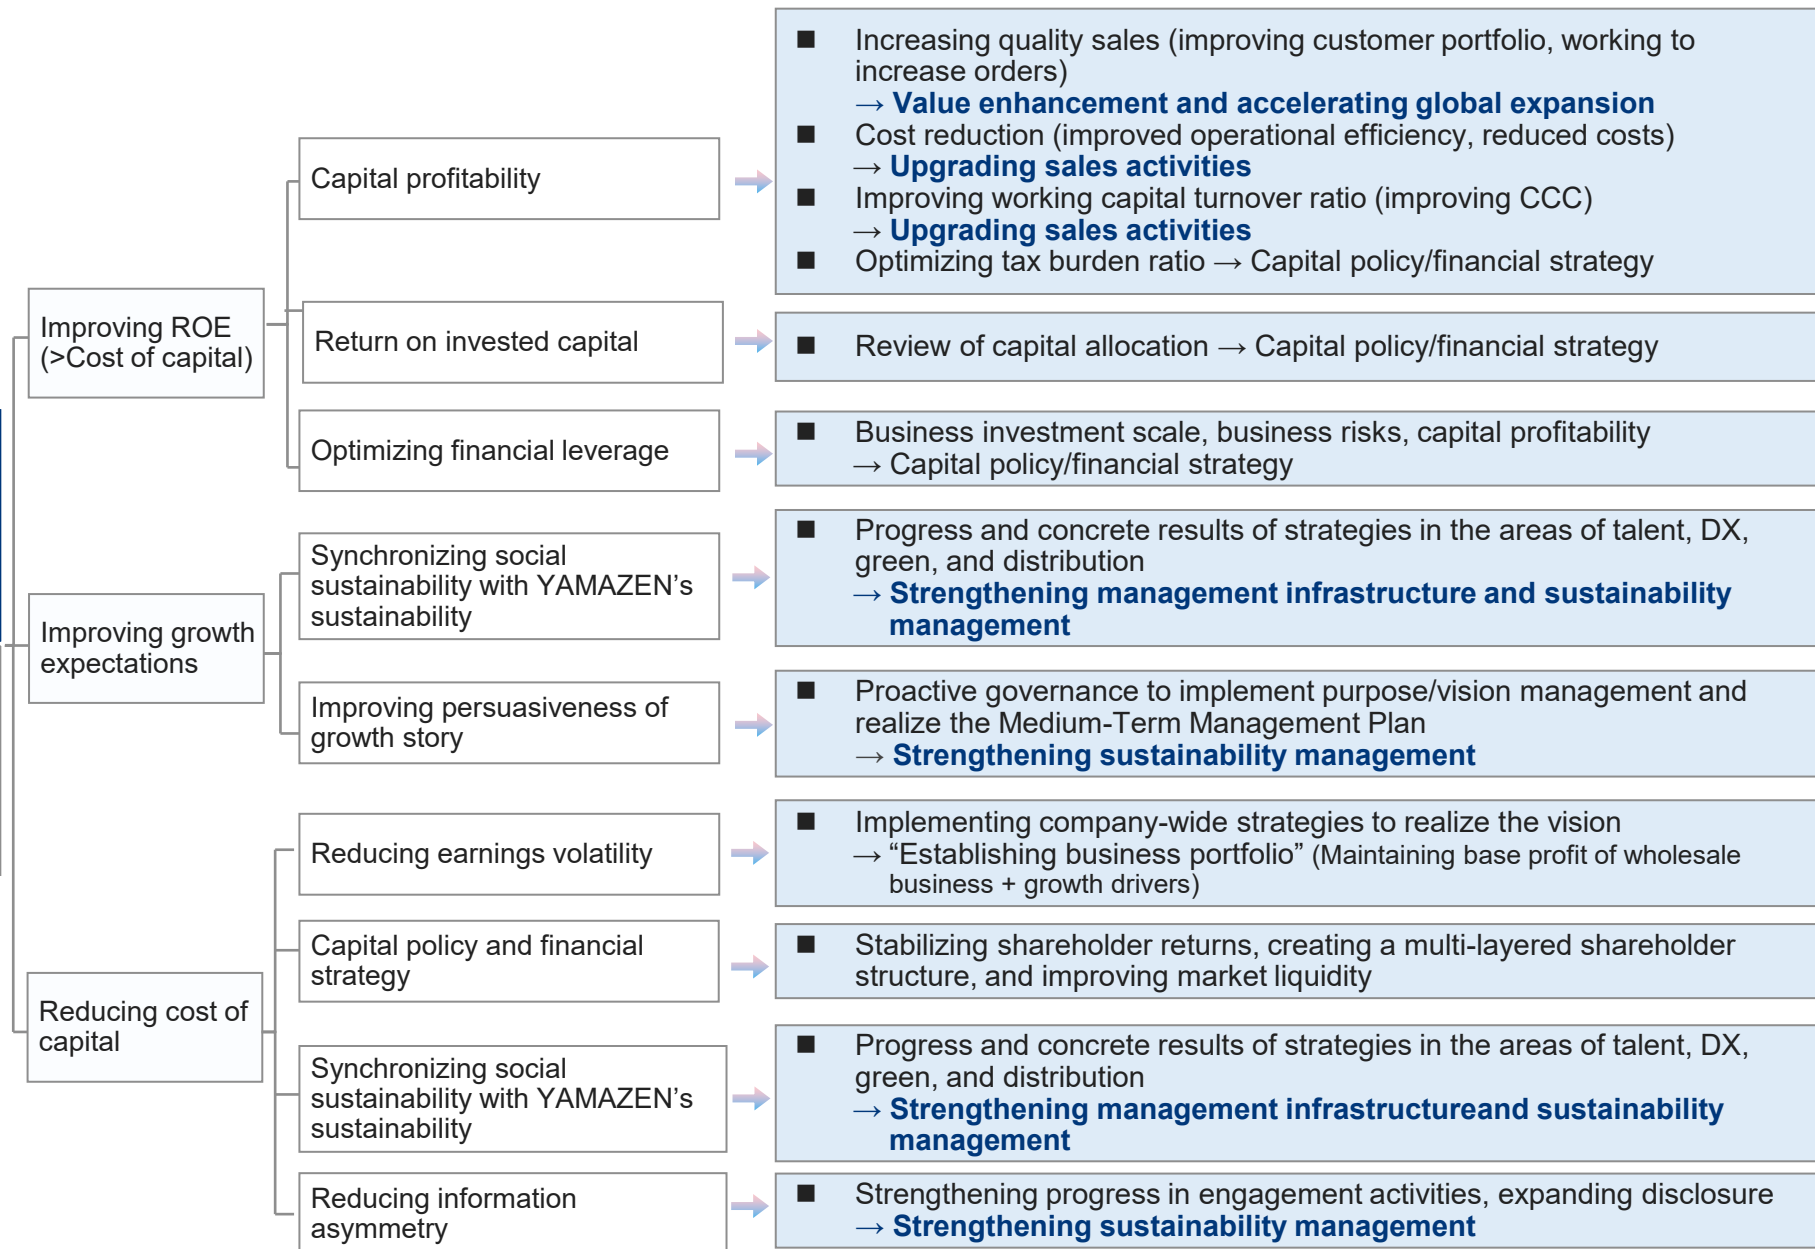 Improving ROE
(>Cost of capital)
Capital profitability
■ Increasing quality sales (improving customer portfolio, working to
increase orders)
→ Value enhancement and accelerating global expansion
■ Cost reduction (improved operational efficiency, reduced costs)
→ Upgrading sales activities
■ Improving working capital turnover ratio (improving CCC)
→ Upgrading sales activities
■ Optimizing tax burden ratio → Capital policy/financial strategy
Return on invested capital
■ Review of capital allocation → Capital policy/financial strategy
Optimizing financial leverage
■ Business investment scale, business risks, capital profitability
→ Capital policy/financial strategy
Improving growth
expectations
Synchronizing social
sustainability with YAMAZEN’s
sustainability
■ Progress and concrete results of strategies in the areas of talent, DX,
green, and distribution
→ Strengthening management infrastructure and sustainability
management
Improving persuasiveness of
growth story
■ Proactive governance to implement purpose/vision management and
realize the Medium-Term Management Plan
→ Strengthening sustainability management
Reducing cost of
capital
Reducing earnings volatility
■ Implementing company-wide strategies to realize the vision
→ “Establishing business portfolio” (Maintaining base profit of wholesale
business + growth drivers)
Capital policy and financial
strategy
■ Stabilizing shareholder returns, creating a multi-layered shareholder
structure, and improving market liquidity
Synchronizing social
sustainability with YAMAZEN’s
sustainability
■ Progress and concrete results of strategies in the areas of talent, DX,
green, and distribution
→ Strengthening management infrastructureand sustainability
management
Reducing information
asymmetry
■ Strengthening progress in engagement activities, expanding disclosure
→ Strengthening sustainability management